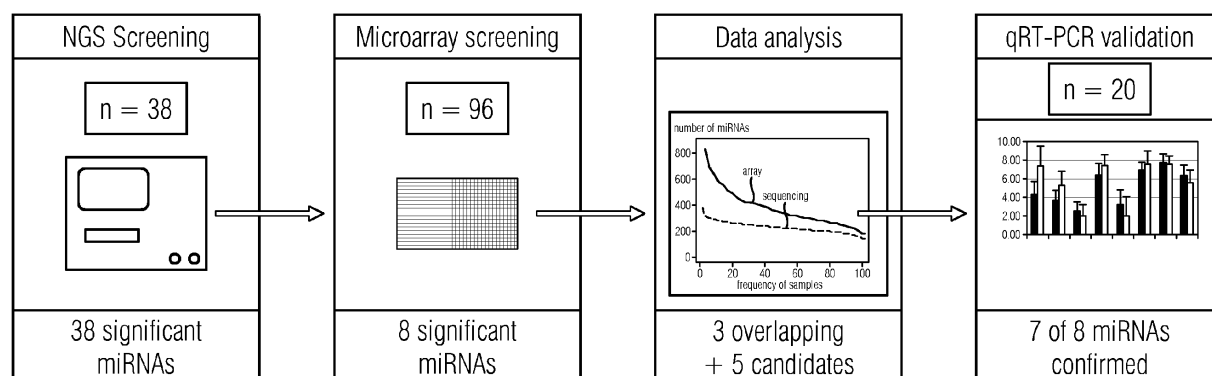 NGS Screening
n = 38
38 significant
miRNAs
Microarray screening
n = 96
8 significant
miRNAs
Data analysis
number of miRNAs
800
600
400
200
0
array
sequencing
0 20 40 60 80 100
frequency of samples
3 overlapping
+ 5 candidates
qRT-PCR validation
n = 20
10.00
8.00
6.00
4.00
2.00
0.00
7 of 8 miRNAs
confirmed